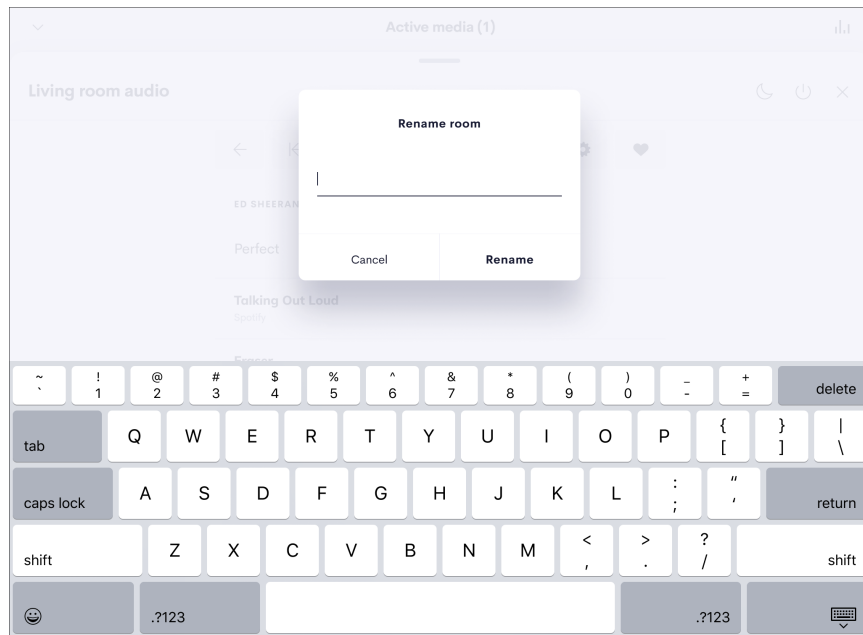 Active media (1)
Living room audio
Rename room
ED SHEERAN
Perfect
Cancel
Rename
Talking Out Loud
Spotify
Eraser
~ ! @ # $ % ^ & * ( ) _ +
` 1 2 3 4 5 6 7 8 9 0 - = delete
tab Q W E R T Y U I O P { [ } ] | \
caps lock A S D F G H J K L : ; " ' return
shift Z X C V B N M < , > . ? / shift
.?123 .?123